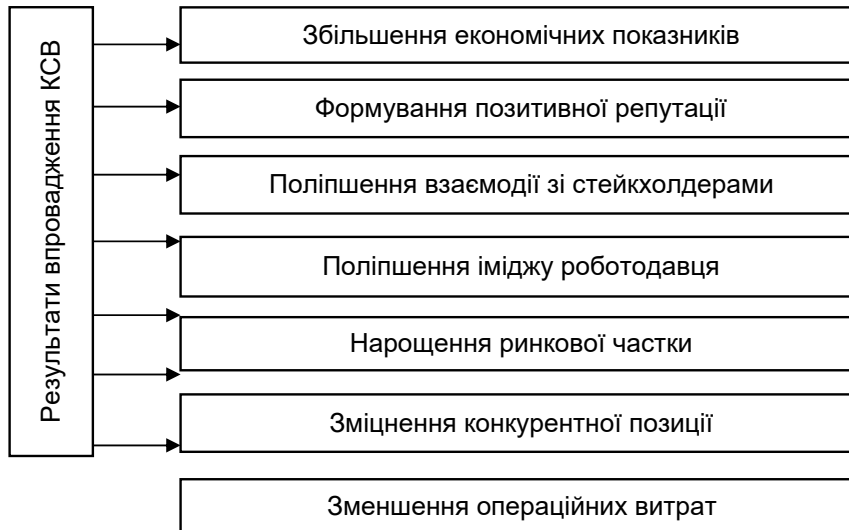 Результати впровадження КСВ
Збільшення економічних показників
Формування позитивної репутації
Поліпшення взаємодії зі стейкхолдерами
Поліпшення іміджу роботодавця
Нарощення ринкової частки
Зміцнення конкурентної позиції
Зменшення операційних витрат